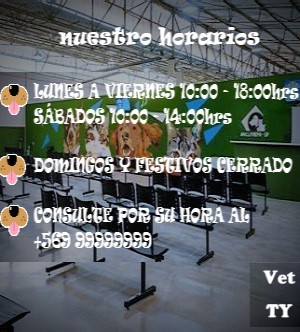 nuestro horarios
LUNES A VIERNES 10:00 - 18:00hrs
SÁBADOS 10:00 - 14:00hrs
DOMINGOS Y FESTIVOS CERRADO
CONSULTE POR SU HORA AL
+569 99999999
Vet
TY